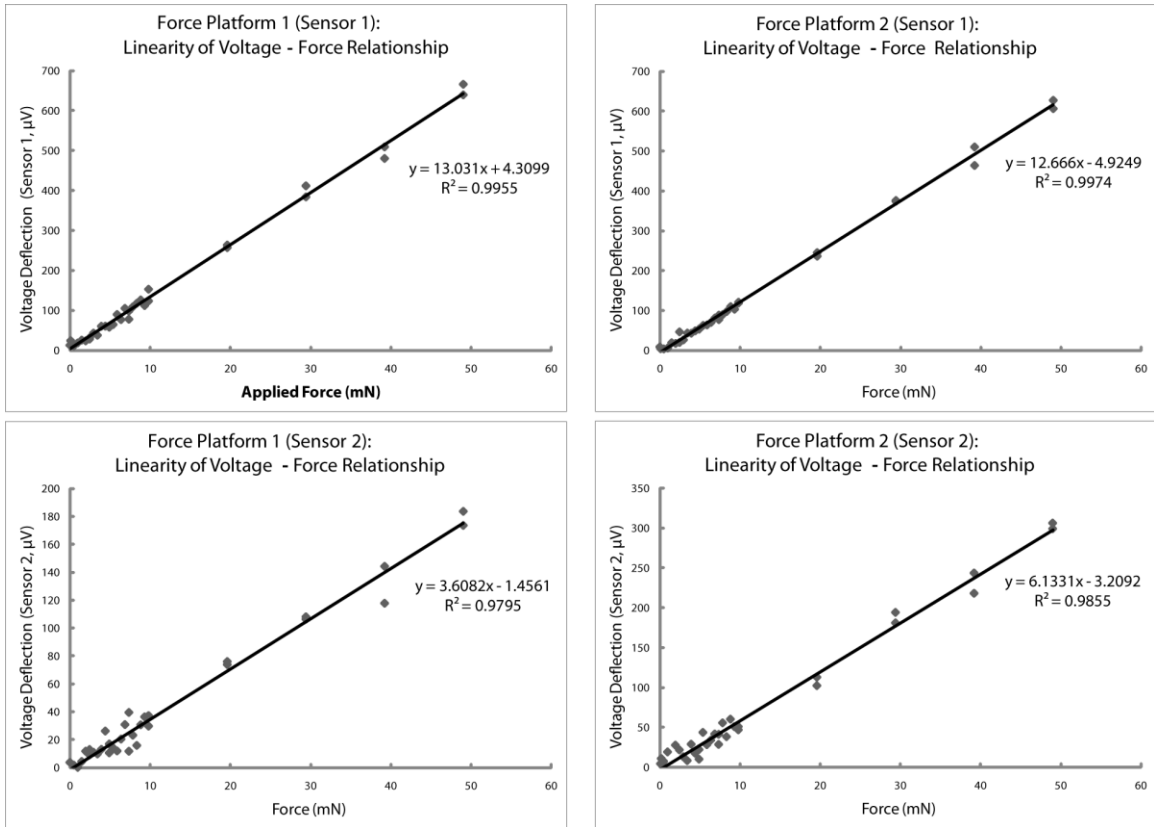 Force Platform 1 (Sensor 1):
Linearity of Voltage - Force Relationship
Voltage Deflection (Sensor 1, µV)
700
600
500
400
300
200
100
0
y = 13.031x + 4.3099
R² = 0.9955
0 10 20 30 40 50 60
Applied Force (mN)
Force Platform 2 (Sensor 1):
Linearity of Voltage - Force Relationship
Voltage Deflection (Sensor 1, µV)
700
600
500
400
300
200
100
0
y = 12.666x - 4.9249
R² = 0.9974
0 10 20 30 40 50 60
Force (mN)
Force Platform 1 (Sensor 2):
Linearity of Voltage - Force Relationship
Voltage Deflection (Sensor 2, µV)
200
180
160
140
120
100
80
60
40
20
0
y = 3.6082x - 1.4561
R² = 0.9795
0 10 20 30 40 50 60
Force (mN)
Force Platform 2 (Sensor 2):
Linearity of Voltage - Force Relationship
Voltage Deflection (Sensor 2, µV)
350
300
250
200
150
100
50
0
y = 6.1331x - 3.2092
R² = 0.9855
0 10 20 30 40 50 60
Force (mN)